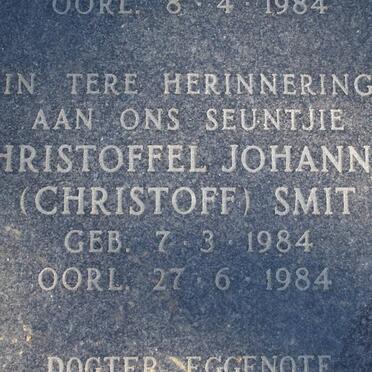 OORL. 8 · 4 · 1984
IN TERE HERINNERING
AAN ONS SEUNTJIE
HRISTOFFEL JOHANN
(CHRISTOFF) SMIT
GEB. 7 · 3 · 1984
OORL. 27 · 6 · 1984
DOGTER EGGENOTE